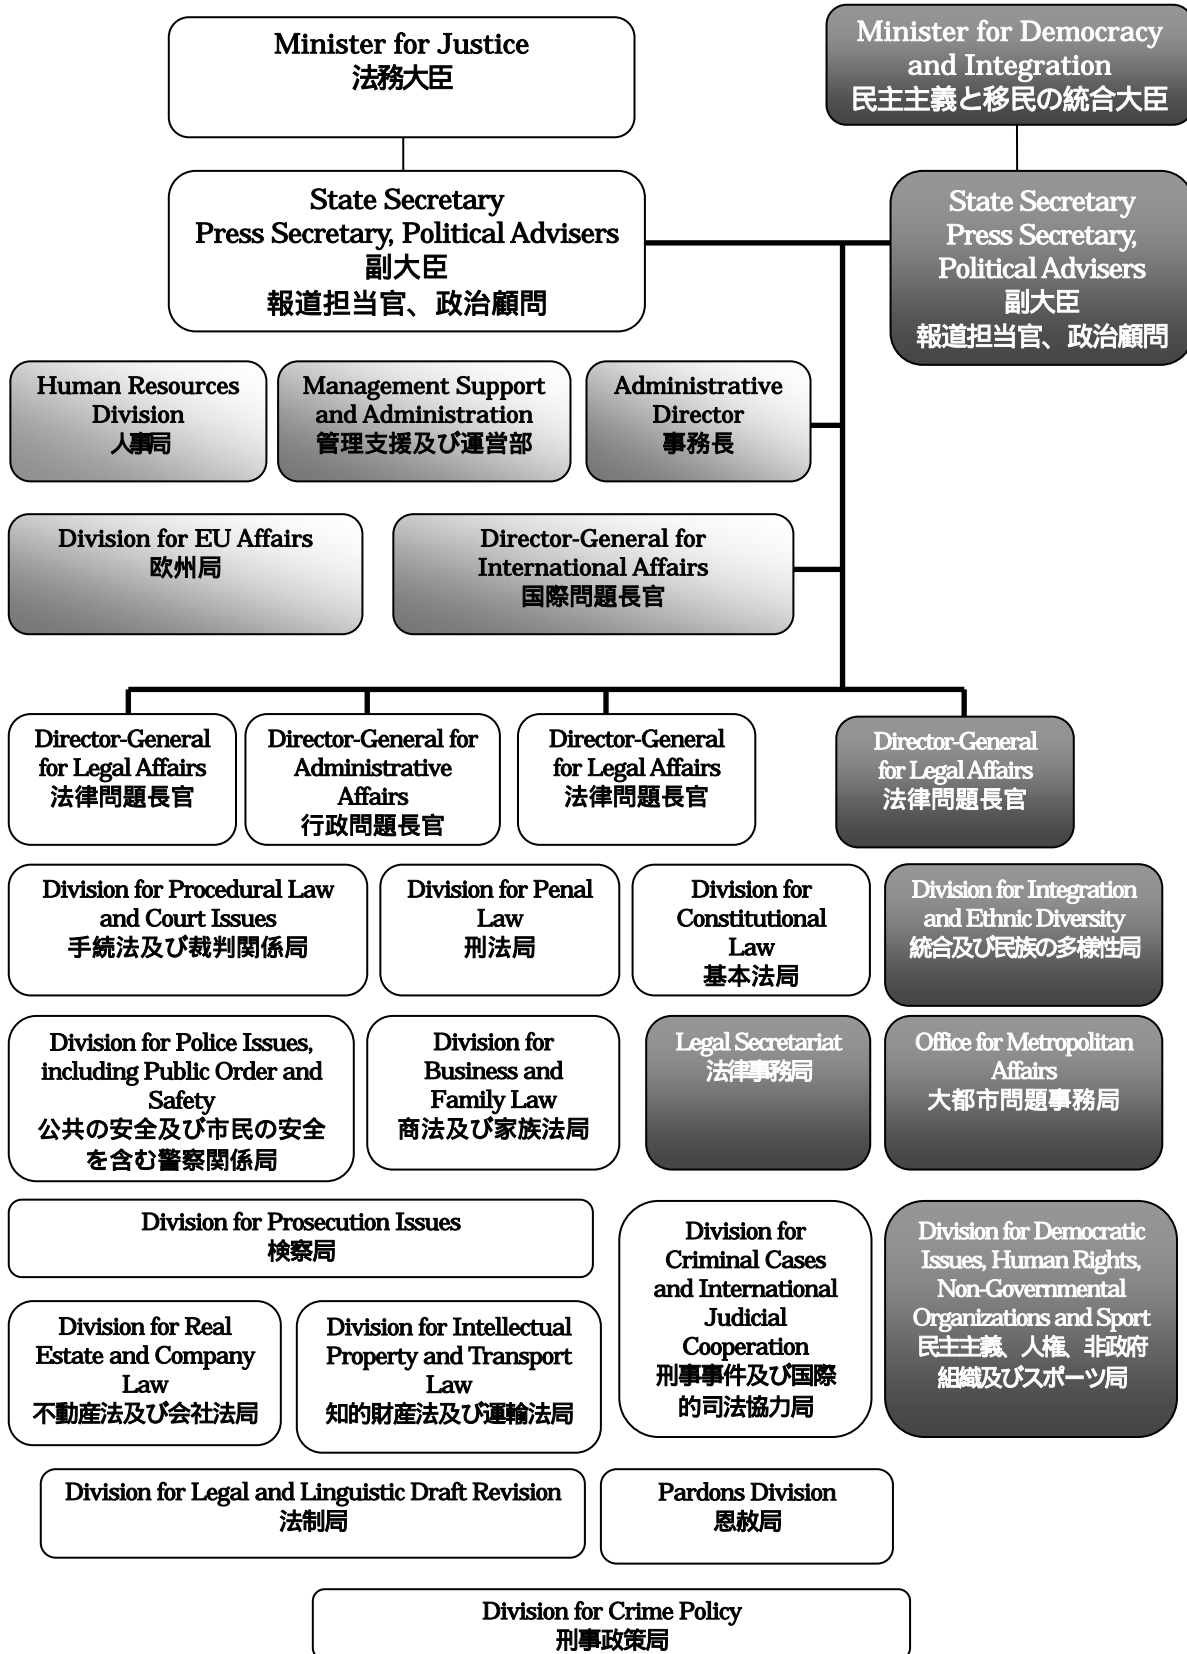 Minister for Justice
法務大臣
Minister for Democracy
and Integration
民主主義と移民の統合大臣
State Secretary
Press Secretary, Political Advisers
副大臣
報道担当官、政治顧問
State Secretary
Press Secretary,
Political Advisers
副大臣
報道担当官、政治顧問
Human Resources
Division
人事局
Management Support
and Administration
管理支援及び運営部
Administrative
Director
事務長
Division for EU Affairs
欧州局
Director-General for
International Affairs
国際問題長官
Director-General
for Legal Affairs
法律問題長官
Director-General for
Administrative
Affairs
行政問題長官
Director-General
for Legal Affairs
法律問題長官
Director-General
for Legal Affairs
法律問題長官
Division for Procedural Law
and Court Issues
手続法及び裁判関係局
Division for Penal
Law
刑法局
Division for
Constitutional
Law
基本法局
Division for Integration
and Ethnic Diversity
統合及び民族の多様性局
Division for Police Issues,
including Public Order and
Safety
公共の安全及び市民の安全
を含む警察関係局
Division for
Business and
Family Law
商法及び家族法局
Legal Secretariat
法律事務局
Office for Metropolitan
Affairs
大都市問題事務局
Division for Prosecution Issues
検察局
Division for
Criminal Cases
and International
Judicial
Cooperation
刑事事件及び国際
的司法協力局
Division for Democratic
Issues, Human Rights,
Non-Governmental
Organizations and Sport
民主主義、人権、非政府
組織及びスポーツ局
Division for Real
Estate and Company
Law
不動産法及び会社法局
Division for Intellectual
Property and Transport
Law
知的財産法及び運輸法局
Division for Legal and Linguistic Draft Revision
法制局
Pardons Division
恩赦局
Division for Crime Policy
刑事政策局